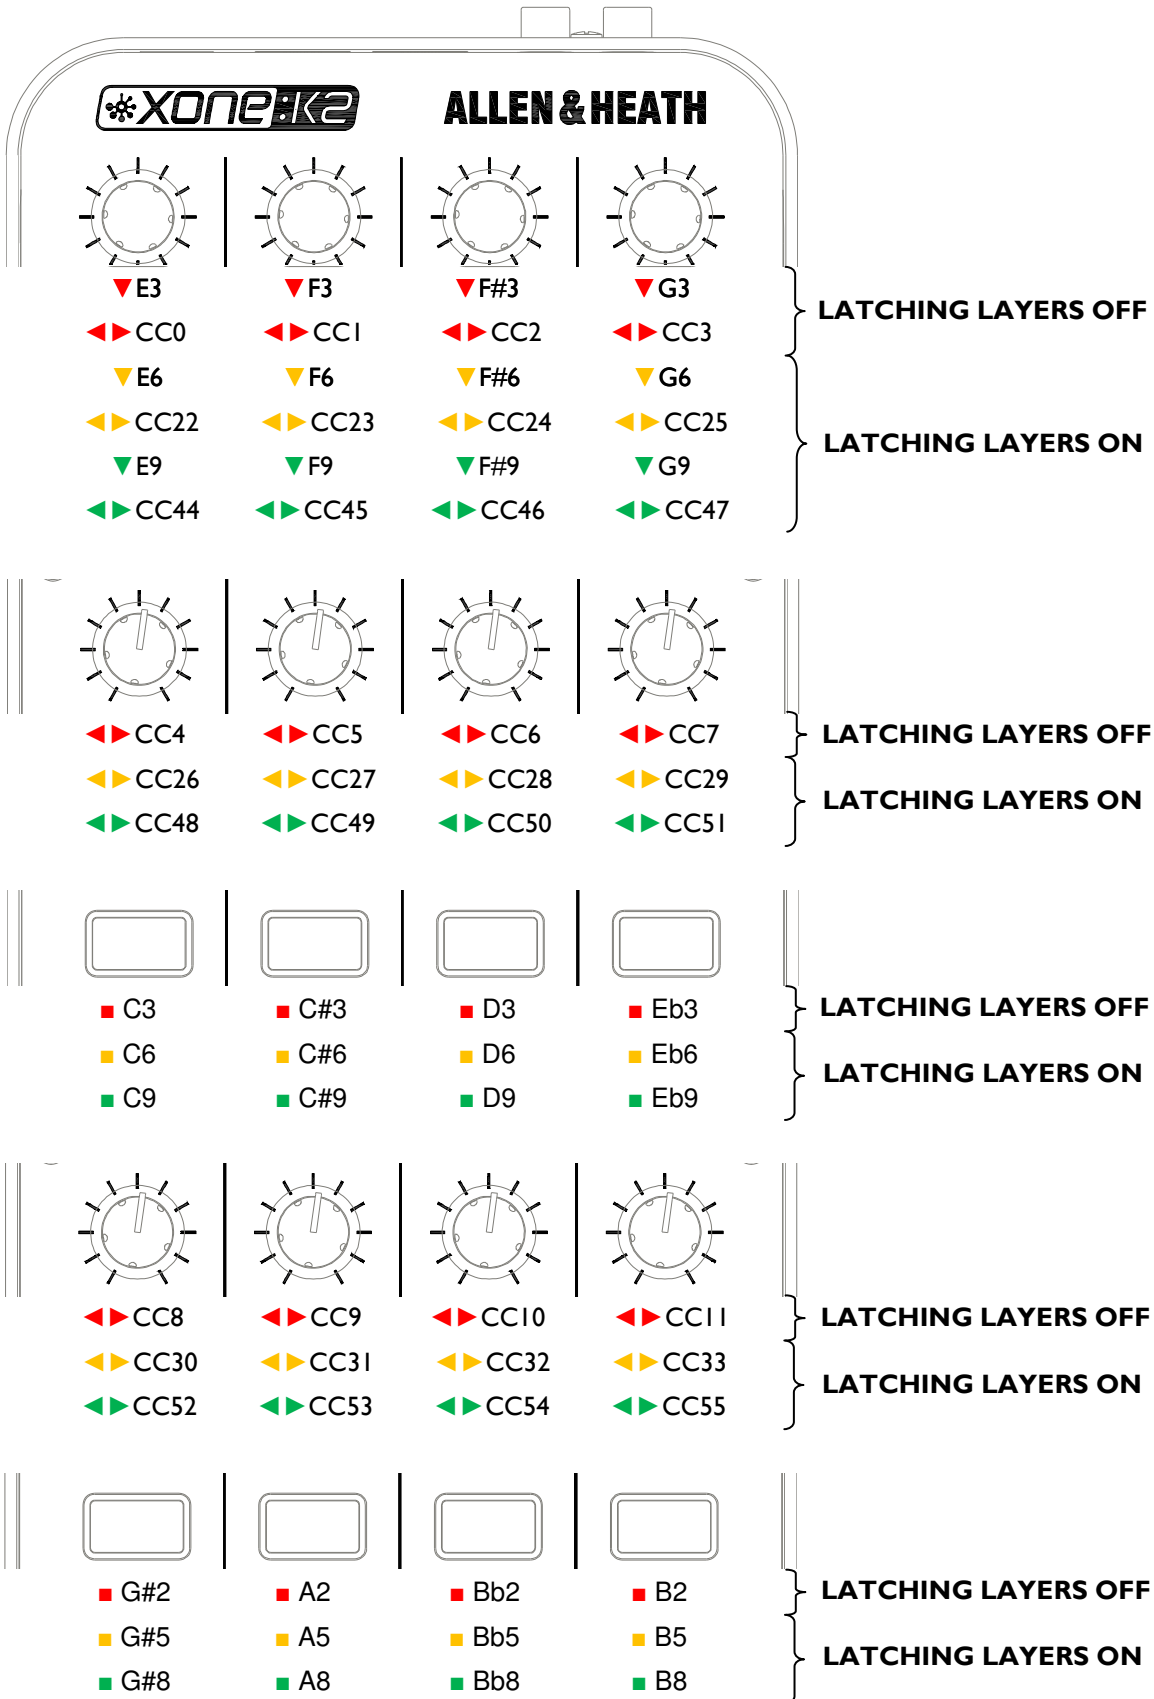 XONE:K2 ALLEN & HEATH
▼E3 ▼F3 ▼F#3 ▼G3
◀▶CC0 ◀▶CC1 ◀▶CC2 ◀▶CC3
LATCHING LAYERS OFF
▼E6 ▼F6 ▼F#6 ▼G6
◀▶CC22 ◀▶CC23 ◀▶CC24 ◀▶CC25
▼E9 ▼F9 ▼F#9 ▼G9
◀▶CC44 ◀▶CC45 ◀▶CC46 ◀▶CC47
LATCHING LAYERS ON
◀▶CC4 ◀▶CC5 ◀▶CC6 ◀▶CC7 LATCHING LAYERS OFF
◀▶CC26 ◀▶CC27 ◀▶CC28 ◀▶CC29
◀▶CC48 ◀▶CC49 ◀▶CC50 ◀▶CC51
LATCHING LAYERS ON
■ C3 ■ C#3 ■ D3 ■ Eb3 LATCHING LAYERS OFF
■ C6 ■ C#6 ■ D6 ■ Eb6
■ C9 ■ C#9 ■ D9 ■ Eb9
LATCHING LAYERS ON
◀▶CC8 ◀▶CC9 ◀▶CC10 ◀▶CC11 LATCHING LAYERS OFF
◀▶CC30 ◀▶CC31 ◀▶CC32 ◀▶CC33
◀▶CC52 ◀▶CC53 ◀▶CC54 ◀▶CC55
LATCHING LAYERS ON
■ G#2 ■ A2 ■ Bb2 ■ B2 LATCHING LAYERS OFF
■ G#5 ■ A5 ■ Bb5 ■ B5
■ G#8 ■ A8 ■ Bb8 ■ B8
LATCHING LAYERS ON